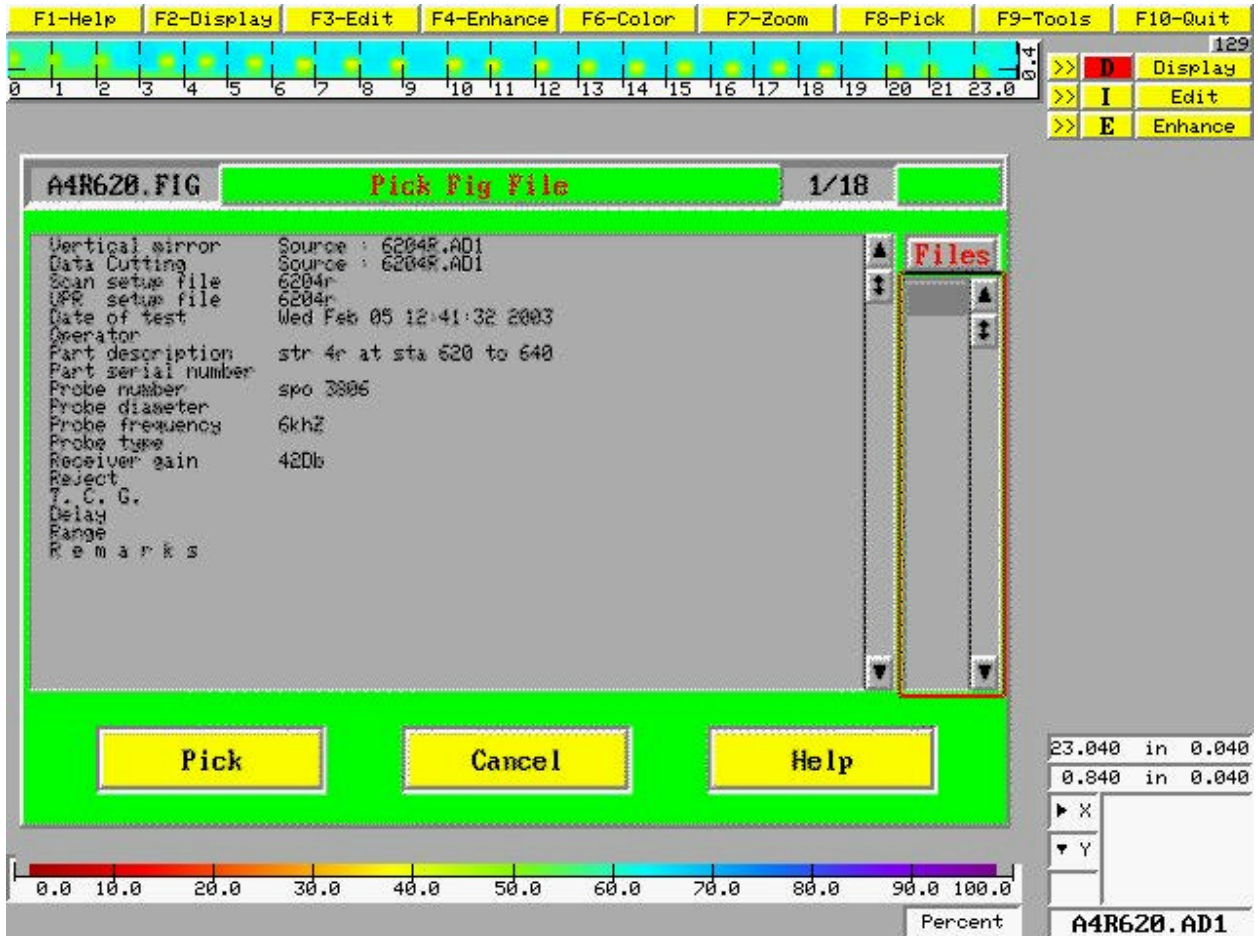 F1-Help F2-Display F3-Edit F4-Enhance F6-Color F7-Zoom F8-Pick F9-Tools F10-Quit
129
0.4
>> D Display
0 1 2 3 4 5 6 7 8 9 10 11 12 13 14 15 16 17 18 19 20 21 23.0
>> I Edit
>> E Enhance
A4R620.FIG Pick Fig File 1/18
Vertical mirror Source : 6204R.AD1
Files
Data Cutting Source : 6204R.AD1
Scan setup file 6204r
UPR setup file 6204r
Date of test Wed Feb 05 12:41:32 2003
Operator
Part description str 4r at sta 620 to 640
Part serial number
Probe number spo 3806
Probe diameter
Probe frequency 6khZ
Probe type
Receiver gain 42Db
Reject
T. C. G.
Delay
Range
R e m a r k s
Pick Cancel Help
23.040 in 0.040
0.840 in 0.040
X
Y
0.0 10.0 20.0 30.0 40.0 50.0 60.0 70.0 80.0 90.0 100.0
Percent
A4R620.AD1